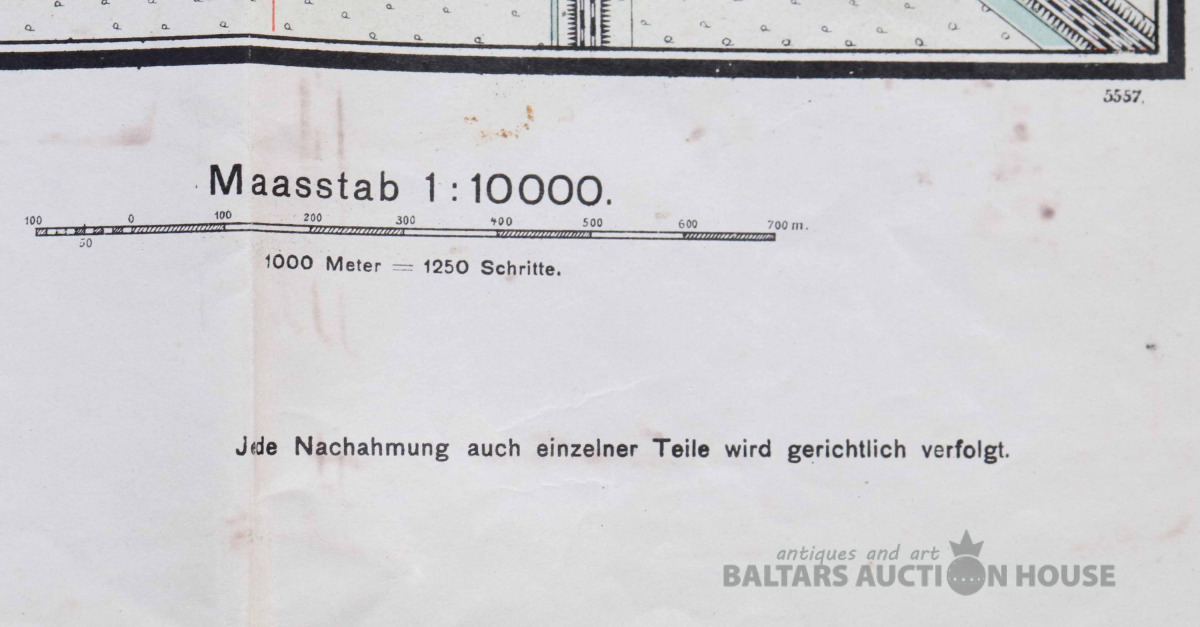 5557.
Maasstab 1:10000.
100 0 100 200 300 400 500 600 700 m.
50
1000 Meter = 1250 Schritte.
Jede Nachahmung auch einzelner Teile wird gerichtlich verfolgt.
antiques and art
BALTARS AUCTION HOUSE